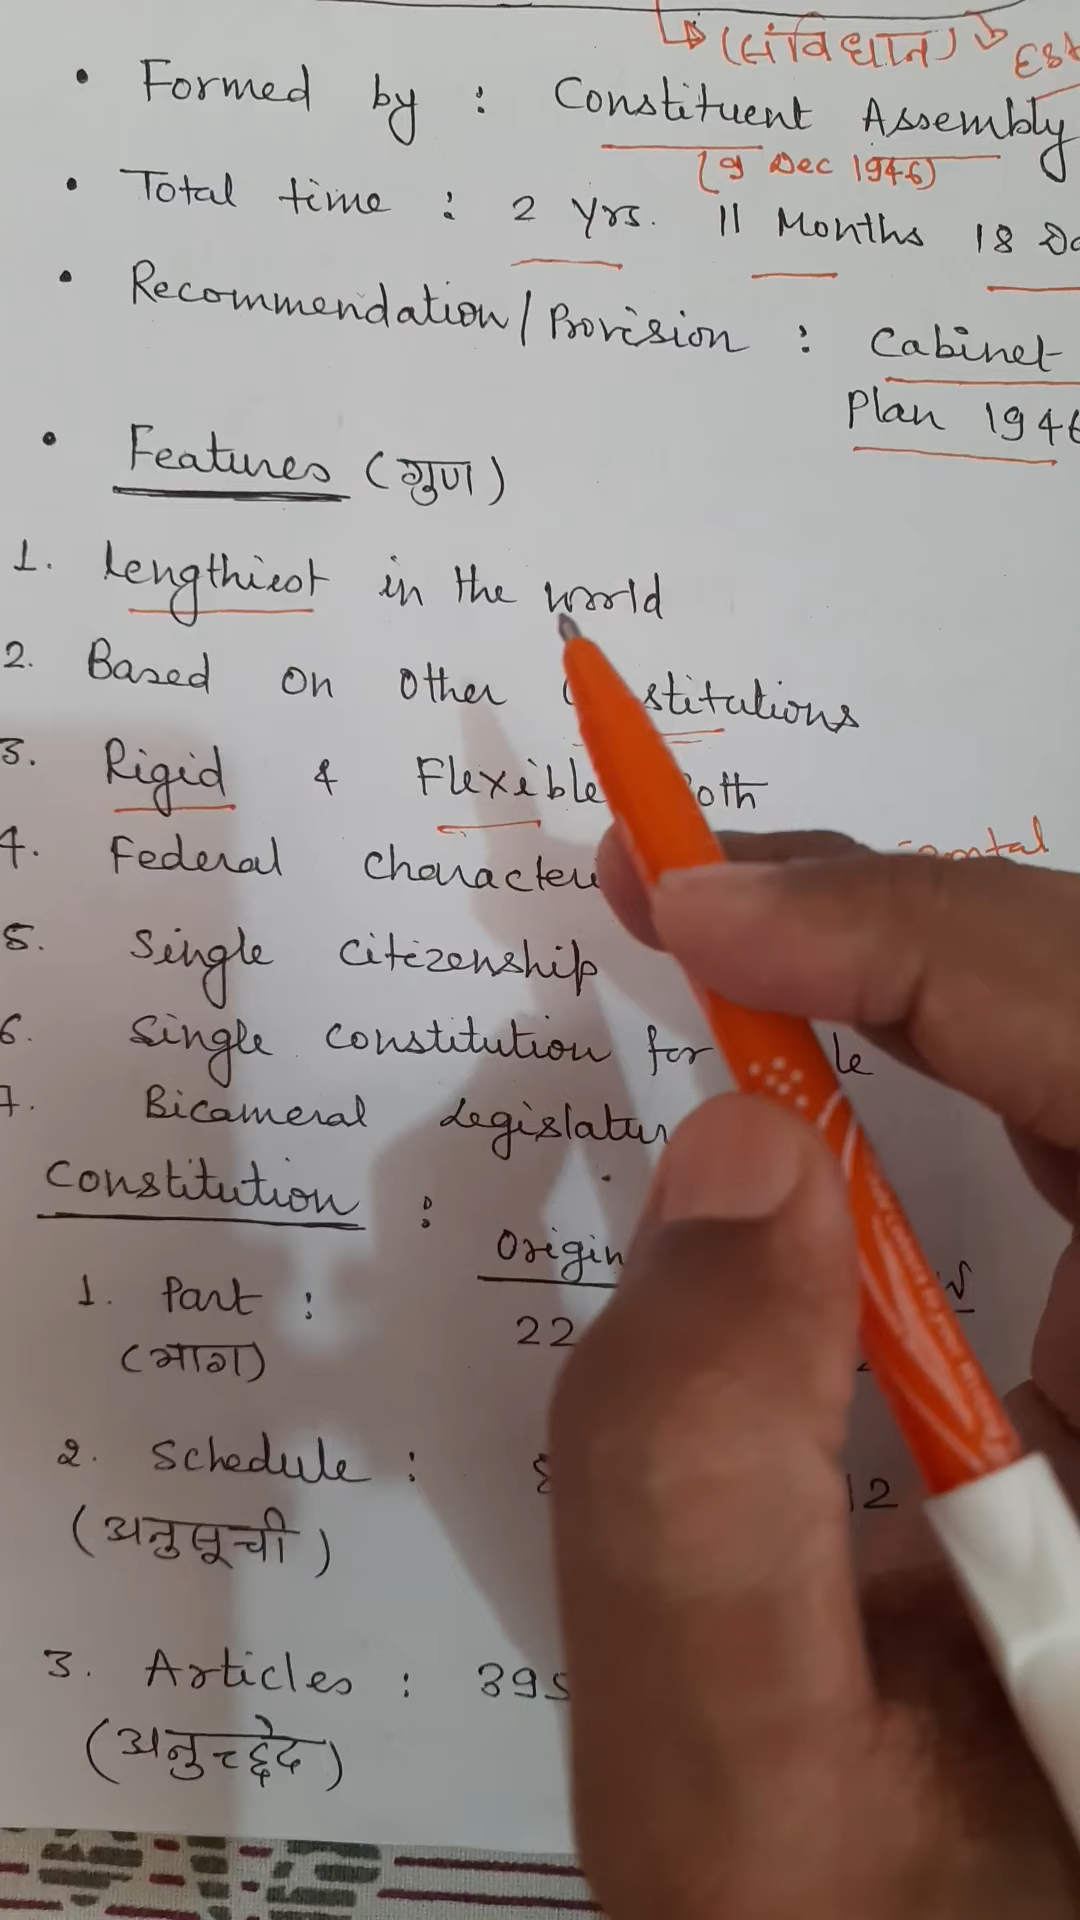 (संविधान)
• Formed by : Constituent Assembly
(9 Dec 1946)
• Total time : 2 yrs. 11 Months 18
• Recommendation/Provision : Cabinet
Plan 1946
• Features (गुण)
1. Lengthiest in the world
2. Based on Other
3. Rigid & Flexible
4. Federal
5. Single citizenship
6. Single constitution for
7. Bicameral
Constitution :
1. Part : 22
(भाग)
2. Schedule : 12
(अनुसूची)
3. Articles : 395
(अनुच्छेद)